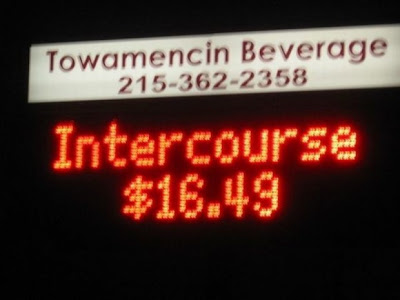 Towamencin Beverage
215-362-2358
Intercourse
$16.49